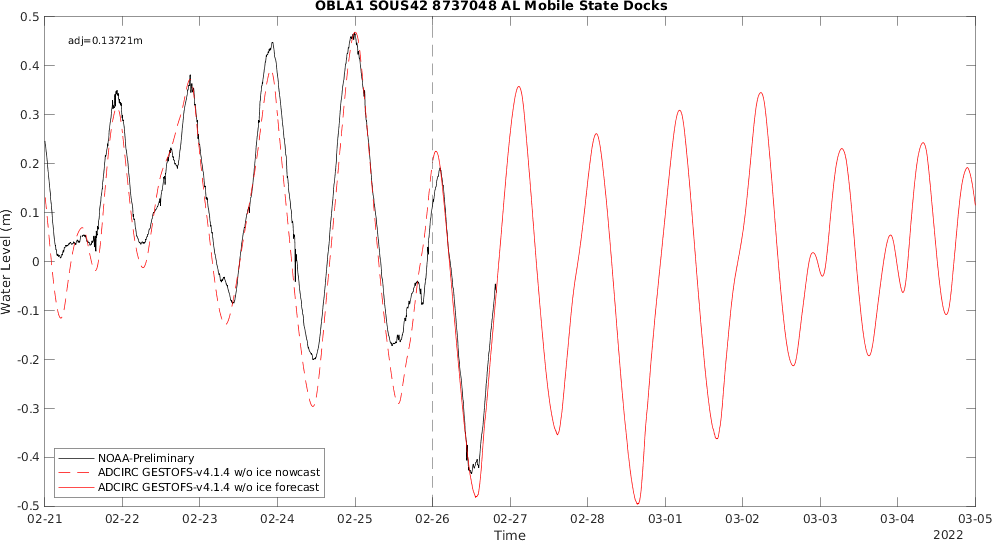 OBLA1 SOUS42 8737048 AL Mobile State Docks
adj=0.13721m
0.5
0.4
0.3
0.2
0.1
0
-0.1
-0.2
-0.3
-0.4
-0.5
Water Level (m)
NOAA-Preliminary
ADCIRC GESTOFS-v4.1.4 w/o ice nowcast
ADCIRC GESTOFS-v4.1.4 w/o ice forecast
02-21 02-22 02-23 02-24 02-25 02-26 02-27 02-28 03-01 03-02 03-03 03-04 03-05
Time
2022